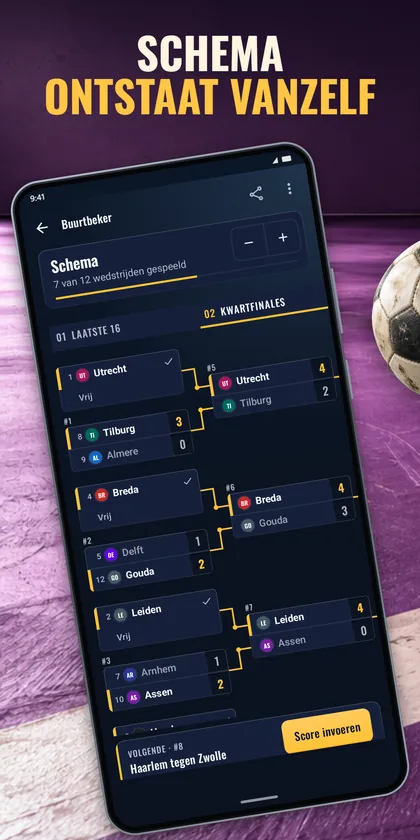 SCHEMA
ONTSTAAT VANZELF
9:41
Buurtbeker
Schema
7 van 12 wedstrijden gespeeld
01 LAATSTE 16
02 KWARTFINALES
1 UT Utrecht
Vrij
#1
8 TI Tilburg 3
9 AL Almere 0
#5
UT Utrecht 4
TI Tilburg 2
4 BR Breda
Vrij
#2
5 DE Delft 1
12 GO Gouda 2
#6
BR Breda 4
GO Gouda 3
2 LE Leiden
Vrij
#3
7 AR Arnhem 1
10 AS Assen 2
#7
LE Leiden 4
AS Assen 0
VOLGENDE · #8
Haarlem tegen Zwolle
Score invoeren